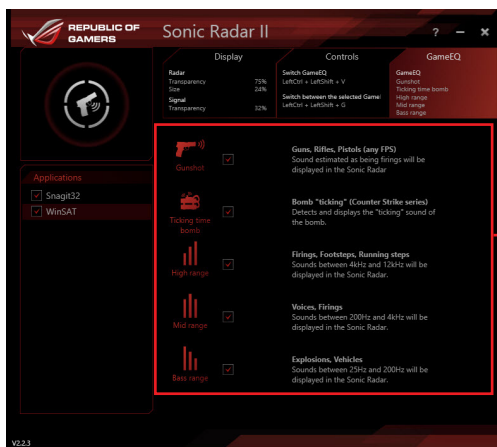 REPUBLIC OF
GAMERS
Sonic Radar II
? – ×
Display
Controls
GameEQ
Radar
Transparency 75%
Size 24%
Signal
Transparency 32%
Switch GameEQ
LeftCtrl + LeftShift + V
Switch between the selected Gamel
LeftCtrl + LeftShift + G
GameEQ
Gunshot
Ticking time bomb
High range
Mid range
Bass range
Applications
Snagit32
WinSAT
Gunshot
Guns, Rifles, Pistols (any FPS)
Sound estimated as being firings will be
displayed in the Sonic Radar
Ticking time
bomb
Bomb "ticking" (Counter Strike series)
Detects and displays the "ticking" sound of
the bomb.
High range
Firings, Footsteps, Running steps
Sounds between 4kHz and 12kHz will be
displayed in the Sonic Radar.
Mid range
Voices, Firings
Sounds between 200Hz and 4kHz will be
displayed in the Sonic Radar.
Bass range
Explosions, Vehicles
Sounds between 25Hz and 200Hz will be
displayed in the Sonic Radar.
V2.2.3